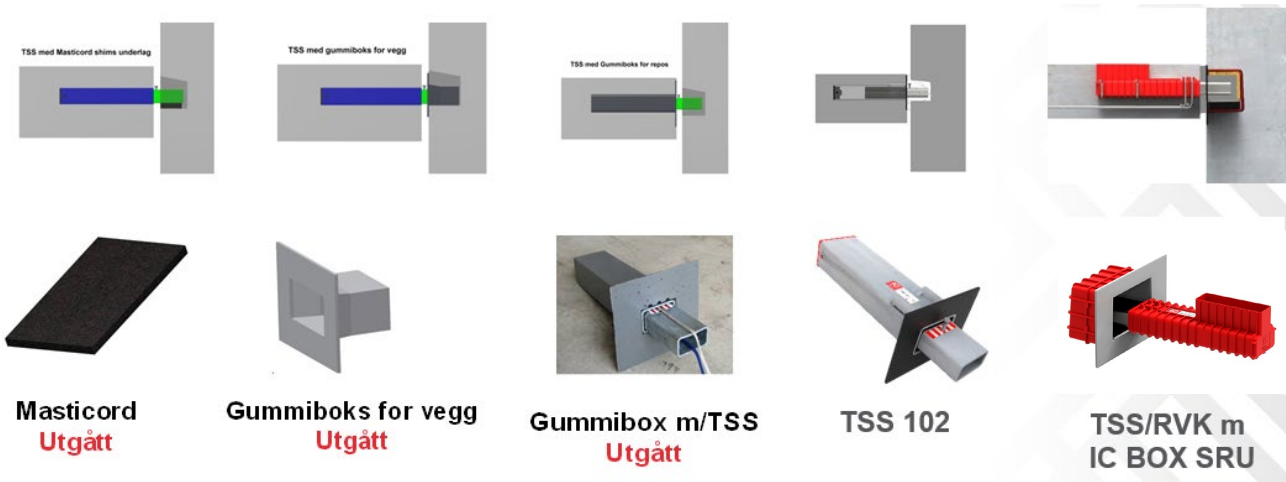 TSS med Masticord shims underlag
TSS med gummiboks for vegg
TSS med Gummiboks for repos
Masticord
Utgått
Gummiboks for vegg
Utgått
Gummibox m/TSS
Utgått
TSS 102
TSS/RVK m
IC BOX SRU